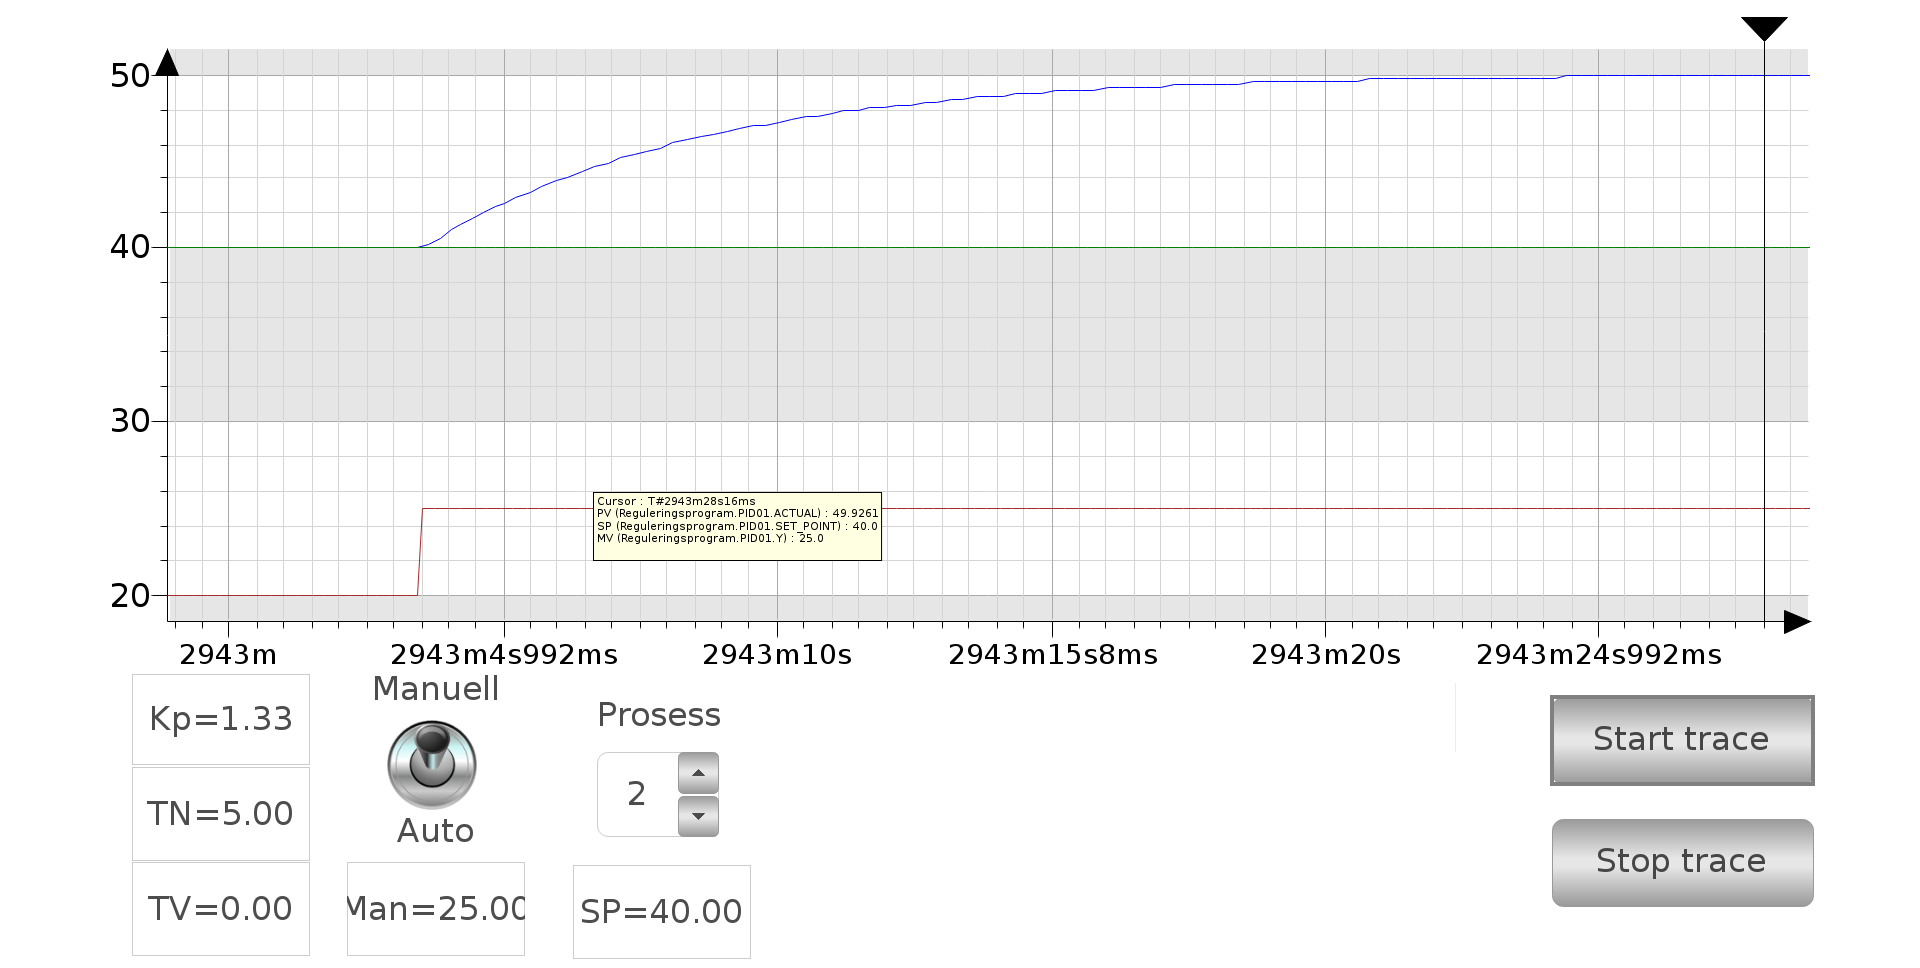 50
40
30
20
Cursor : T#2943m28s16ms
PV (Reguleringsprogram.PID01.ACTUAL) : 49.9261
SP (Reguleringsprogram.PID01.SET_POINT) : 40.0
MV (Reguleringsprogram.PID01.Y) : 25.0
2943m 2943m4s992ms 2943m10s 2943m15s8ms 2943m20s 2943m24s992ms
Kp=1.33
TN=5.00
TV=0.00
Manuell
Auto
Man=25.00
Prosess
2
SP=40.00
Start trace
Stop trace